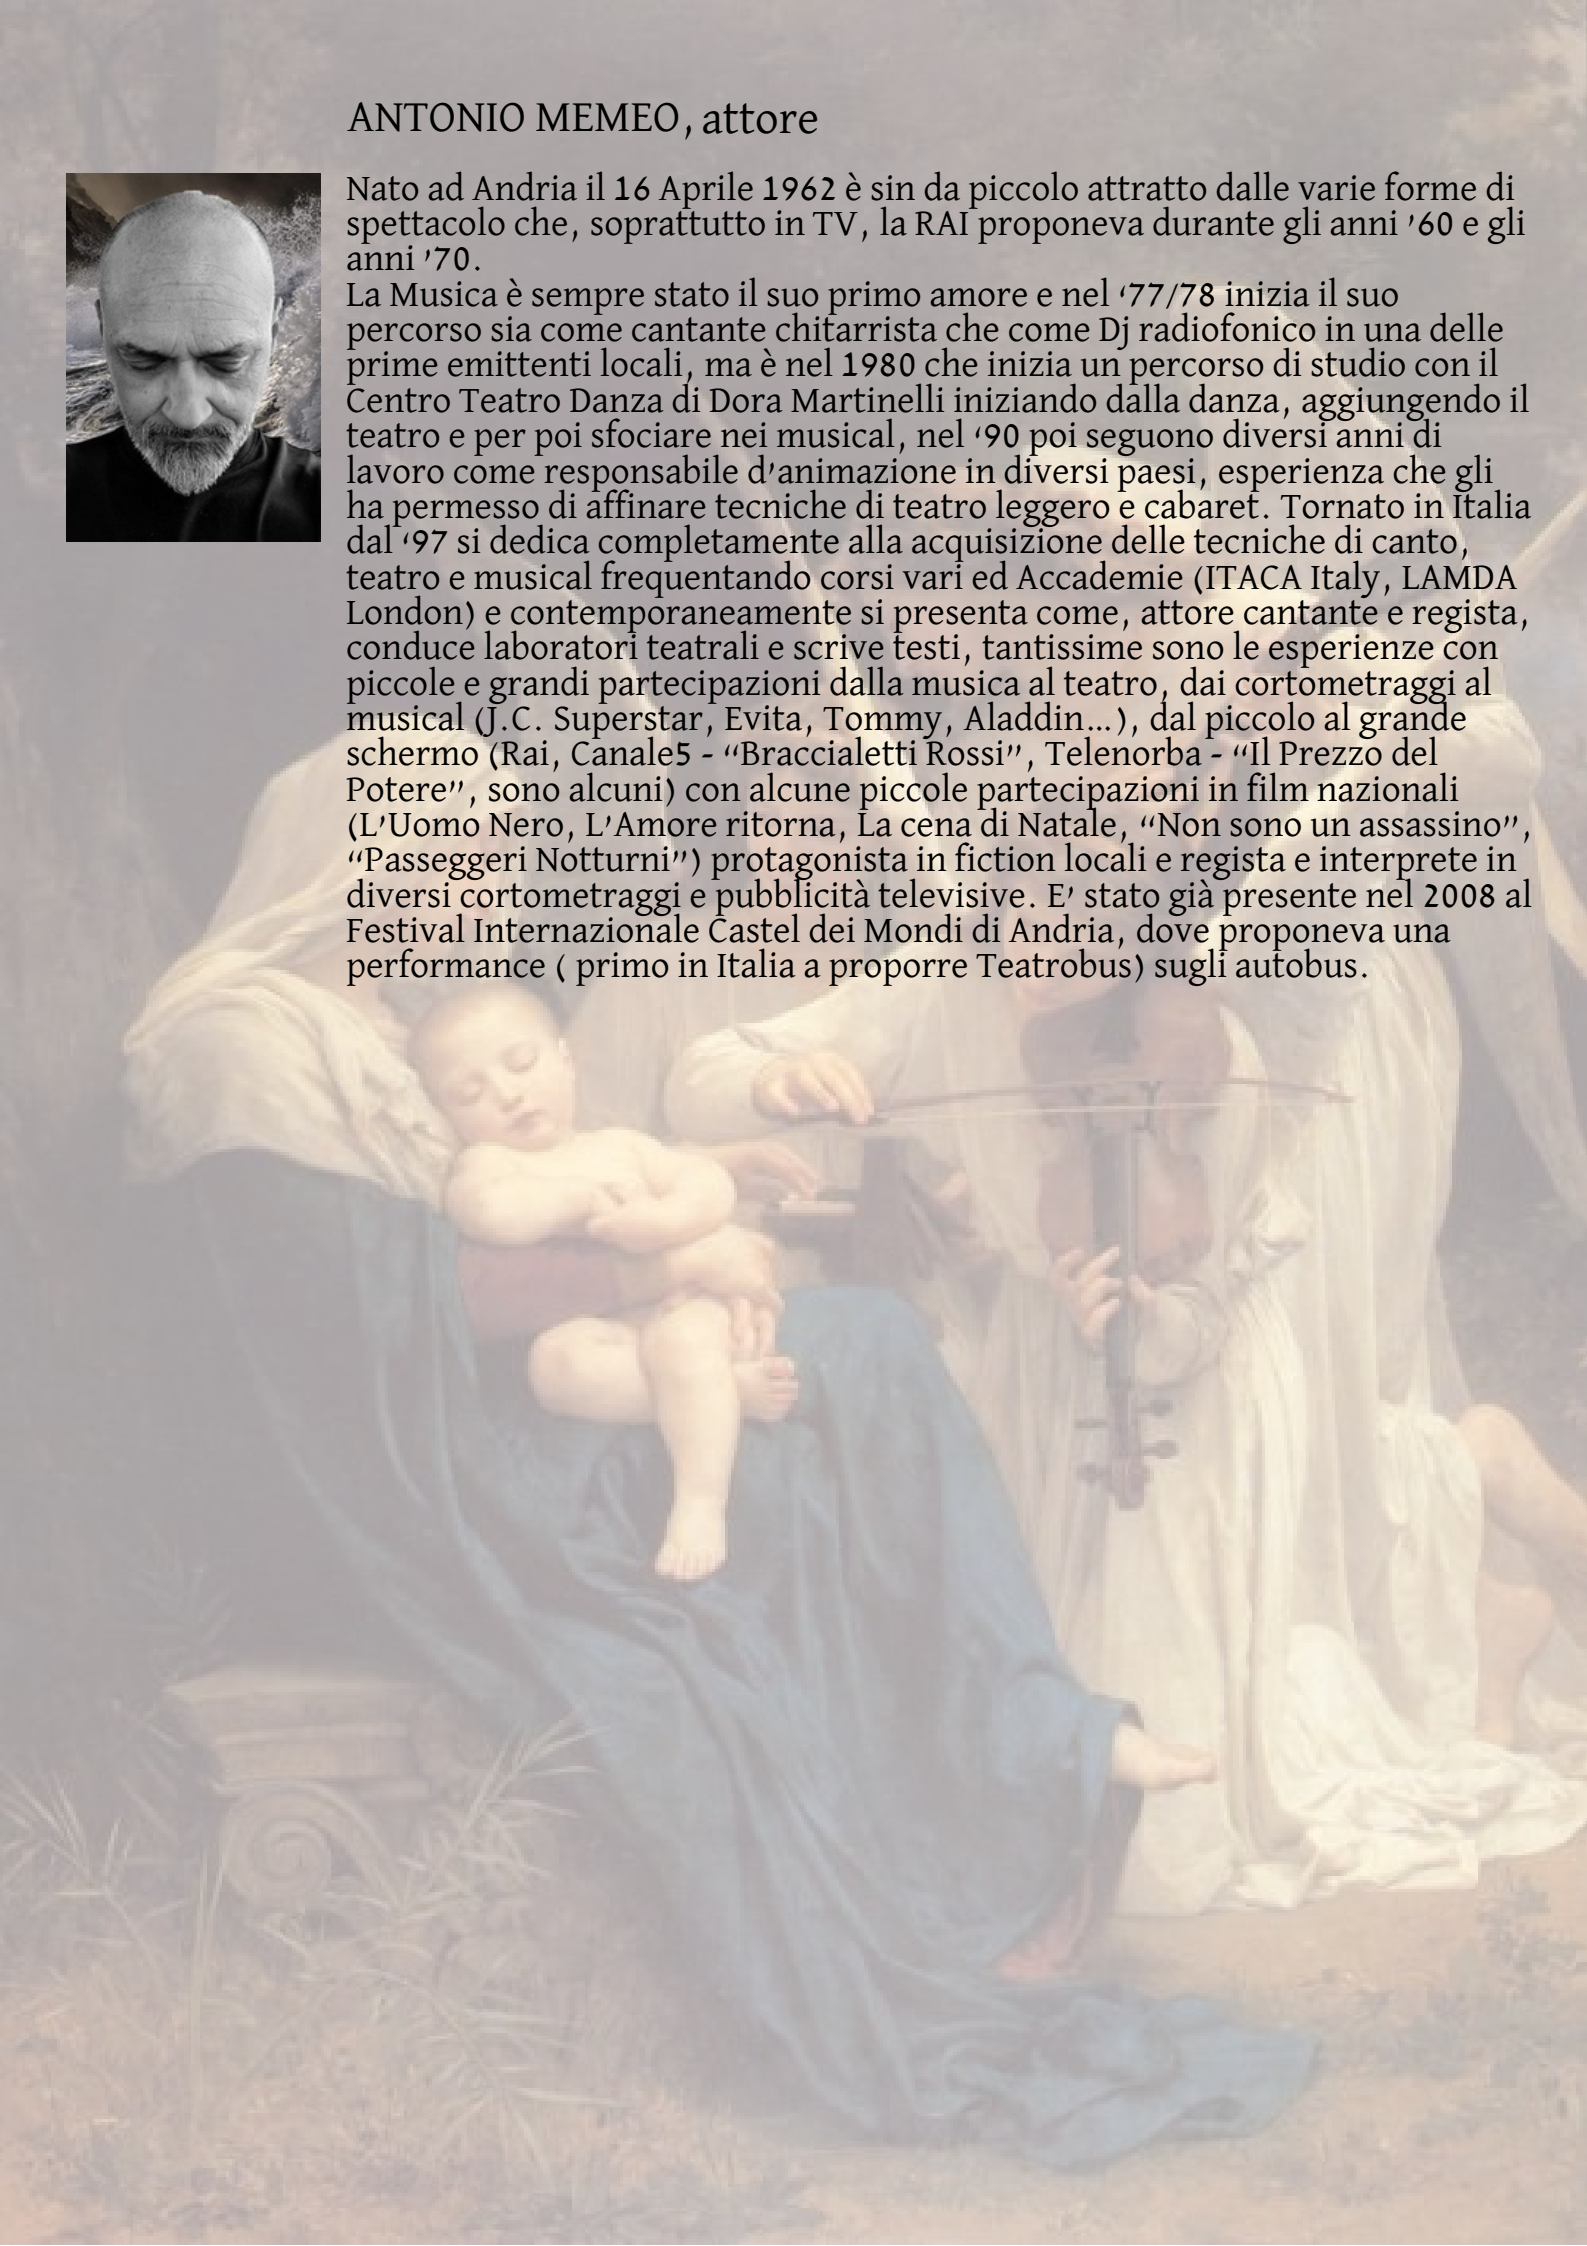 ANTONIO MEMEO, attore
Nato ad Andria il 16 Aprile 1962 è sin da piccolo attratto dalle varie forme di
spettacolo che, soprattutto in TV, la RAI proponeva durante gli anni ’60 e gli
anni ’70.
La Musica è sempre stato il suo primo amore e nel ‘77/78 inizia il suo
percorso sia come cantante chitarrista che come Dj radiofonico in una delle
prime emittenti locali, ma è nel 1980 che inizia un percorso di studio con il
Centro Teatro Danza di Dora Martinelli iniziando dalla danza, aggiungendo il
teatro e per poi sfociare nei musical, nel ‘90 poi seguono diversi anni di
lavoro come responsabile d’animazione in diversi paesi, esperienza che gli
ha permesso di affinare tecniche di teatro leggero e cabaret. Tornato in Italia
dal ‘97 si dedica completamente alla acquisizione delle tecniche di canto,
teatro e musical frequentando corsi vari ed Accademie (ITACA Italy, LAMDA
London) e contemporaneamente si presenta come, attore cantante e regista,
conduce laboratori teatrali e scrive testi, tantissime sono le esperienze con
piccole e grandi partecipazioni dalla musica al teatro, dai cortometraggi al
musical (J.C. Superstar, Evita, Tommy, Aladdin…), dal piccolo al grande
schermo (Rai, Canale5 - “Braccialetti Rossi”, Telenorba - “Il Prezzo del
Potere”, sono alcuni) con alcune piccole partecipazioni in film nazionali
(L’Uomo Nero, L’Amore ritorna, La cena di Natale, “Non sono un assassino”,
“Passeggeri Notturni”) protagonista in fiction locali e regista e interprete in
diversi cortometraggi e pubblicità televisive. E’ stato già presente nel 2008 al
Festival Internazionale Castel dei Mondi di Andria, dove proponeva una
performance ( primo in Italia a proporre Teatrobus) sugli autobus.